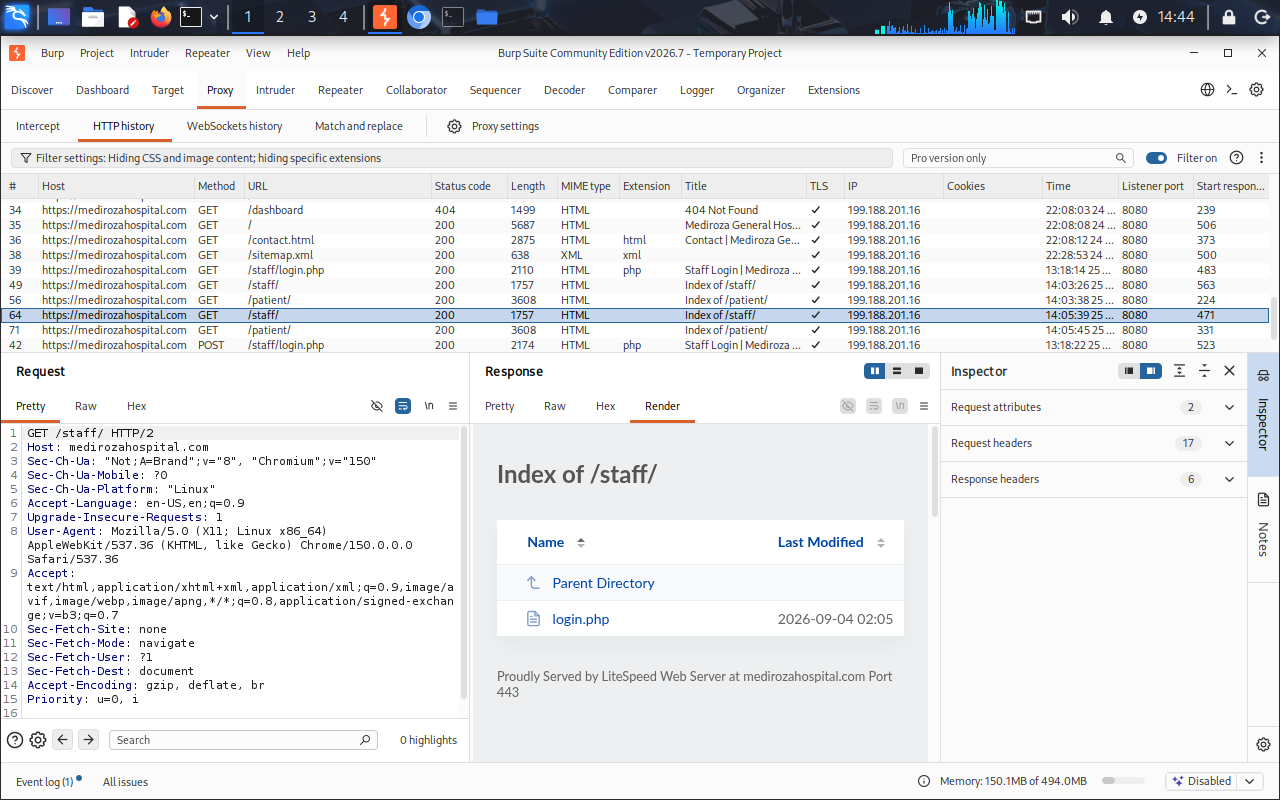 1 2 3 4 14:44
Burp Project Intruder Repeater View Help Burp Suite Community Edition v2026.7 - Temporary Project
Discover Dashboard Target Proxy Intruder Repeater Collaborator Sequencer Decoder Comparer Logger Organizer Extensions
Intercept HTTP history WebSockets history Match and replace Proxy settings
Filter settings: Hiding CSS and image content; hiding specific extensions Pro version only Filter on
# Host Method URL Status code Length MIME type Extension Title TLS IP Cookies Time Listener port Start respon...
34 https://medirozahospital.com GET /dashboard 404 1499 HTML 404 Not Found ✓ 199.188.201.16 22:08:03 24 ... 8080 239
35 https://medirozahospital.com GET / 200 5687 HTML Mediroza General Hos... ✓ 199.188.201.16 22:08:08 24 ... 8080 506
36 https://medirozahospital.com GET /contact.html 200 2875 HTML html Contact | Mediroza Ge... ✓ 199.188.201.16 22:08:12 24 ... 8080 373
38 https://medirozahospital.com GET /sitemap.xml 200 638 XML xml ✓ 199.188.201.16 22:28:53 24 ... 8080 500
39 https://medirozahospital.com GET /staff/login.php 200 2110 HTML php Staff Login | Mediroza ... ✓ 199.188.201.16 13:18:14 25 ... 8080 483
49 https://medirozahospital.com GET /staff/ 200 1757 HTML Index of /staff/ ✓ 199.188.201.16 14:03:26 25 ... 8080 563
56 https://medirozahospital.com GET /patient/ 200 3608 HTML Index of /patient/ ✓ 199.188.201.16 14:03:38 25 ... 8080 224
64 https://medirozahospital.com GET /staff/ 200 1757 HTML Index of /staff/ ✓ 199.188.201.16 14:05:39 25 ... 8080 471
71 https://medirozahospital.com GET /patient/ 200 3608 HTML Index of /patient/ ✓ 199.188.201.16 14:05:45 25 ... 8080 331
42 https://medirozahospital.com POST /staff/login.php 200 2174 HTML php Staff Login | Mediroza ... ✓ 199.188.201.16 13:18:22 25 ... 8080 523
Request
Pretty Raw Hex \n
1 GET /staff/ HTTP/2
2 Host: medirozahospital.com
3 Sec-Ch-Ua: "Not;A=Brand";v="8", "Chromium";v="150"
4 Sec-Ch-Ua-Mobile: ?0
5 Sec-Ch-Ua-Platform: "Linux"
6 Accept-Language: en-US,en;q=0.9
7 Upgrade-Insecure-Requests: 1
8 User-Agent: Mozilla/5.0 (X11; Linux x86_64)
AppleWebKit/537.36 (KHTML, like Gecko) Chrome/150.0.0.0
Safari/537.36
9 Accept:
text/html,application/xhtml+xml,application/xml;q=0.9,image/a
vif,image/webp,image/apng,*/*;q=0.8,application/signed-exchan
ge;v=b3;q=0.7
10 Sec-Fetch-Site: none
11 Sec-Fetch-Mode: navigate
12 Sec-Fetch-User: ?1
13 Sec-Fetch-Dest: document
14 Accept-Encoding: gzip, deflate, br
15 Priority: u=0, i
16
Search 0 highlights
Response
Pretty Raw Hex Render \n
Index of /staff/
Name Last Modified
Parent Directory
login.php 2026-09-04 02:05
Proudly Served by LiteSpeed Web Server at medirozahospital.com Port
443
Inspector
Request attributes 2
Request headers 17
Response headers 6
Inspector
Notes
Event log (1) All issues Memory: 150.1MB of 494.0MB Disabled